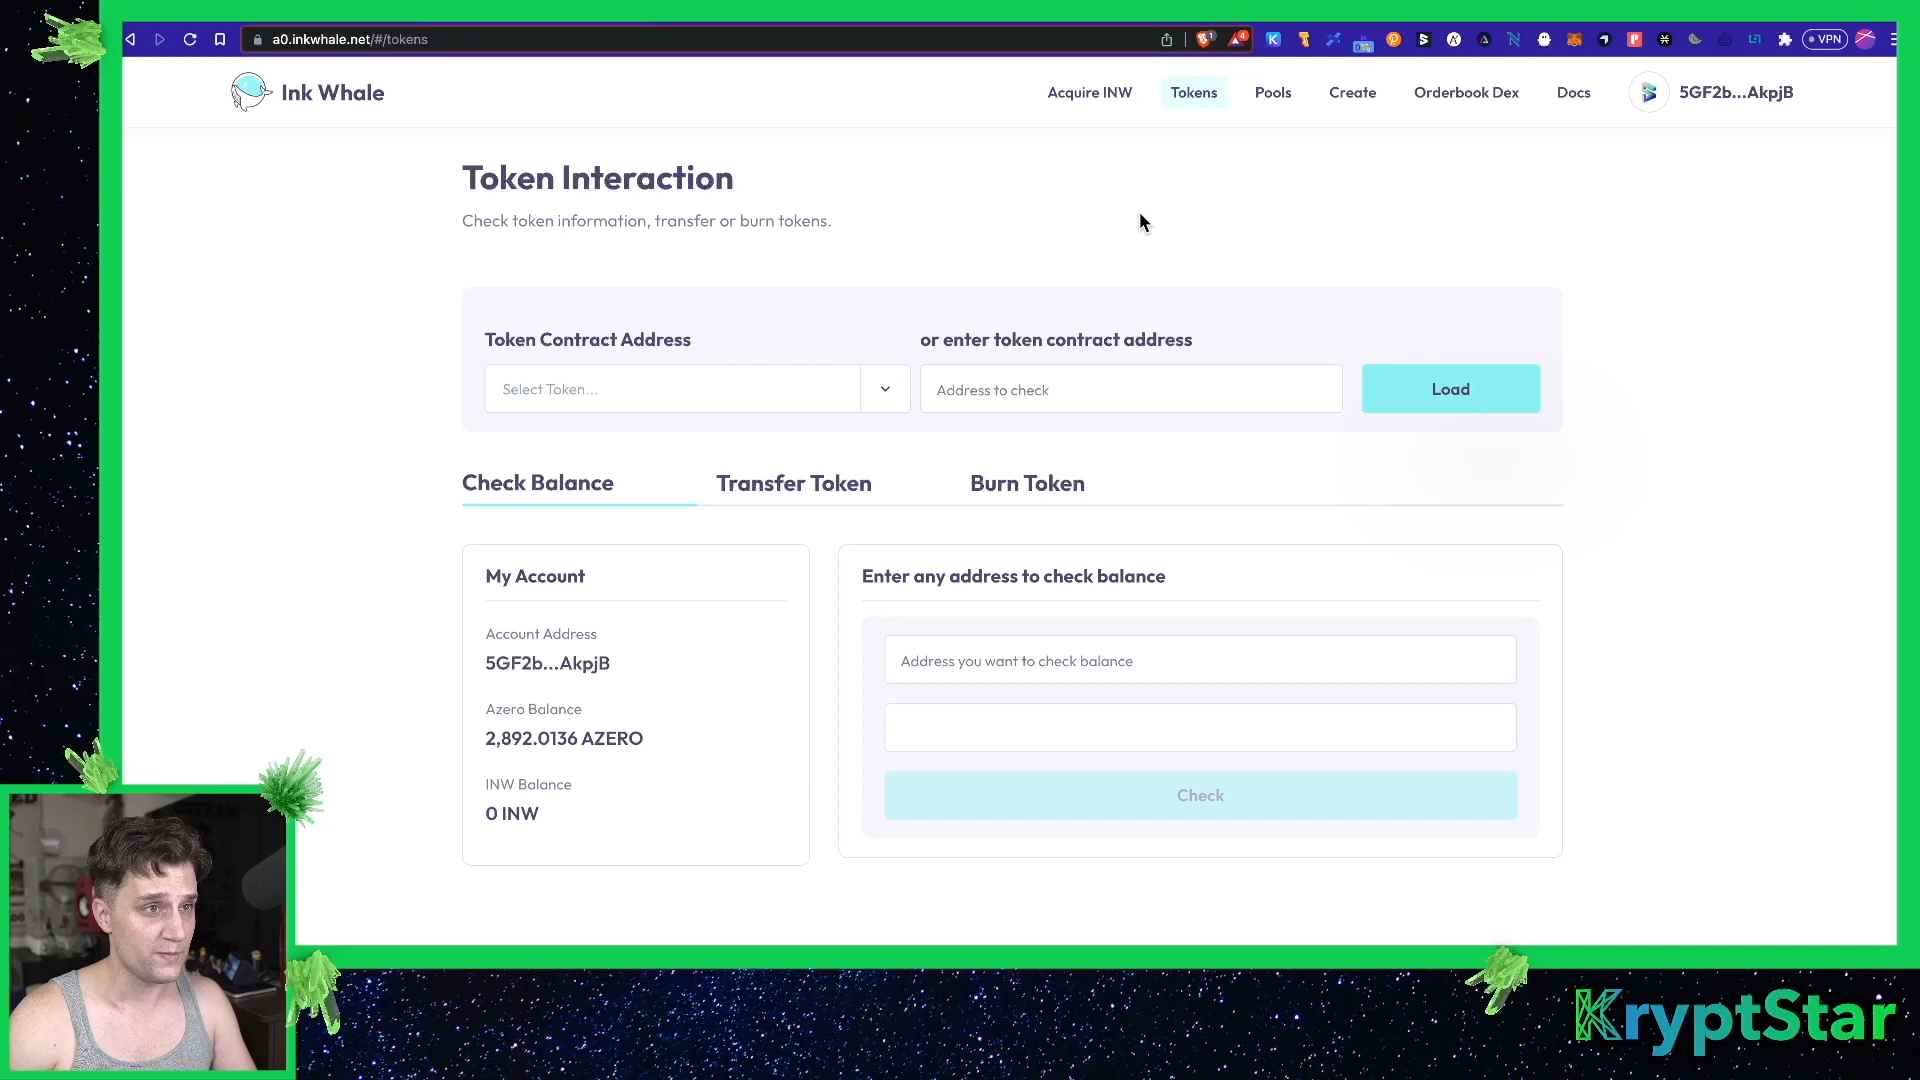 a0.inkwhale.net/#/tokens
1
4
VPN
Ink Whale
Acquire INW
Tokens
Pools
Create
Orderbook Dex
Docs
5GF2b...AkpjB
Token Interaction
Check token information, transfer or burn tokens.
Token Contract Address
or enter token contract address
Select Token...
Address to check
Load
Check Balance
Transfer Token
Burn Token
My Account
Enter any address to check balance
Account Address
5GF2b...AkpjB
Address you want to check balance
Azero Balance
2,892.0136 AZERO
INW Balance
0 INW
Check
KryptStar